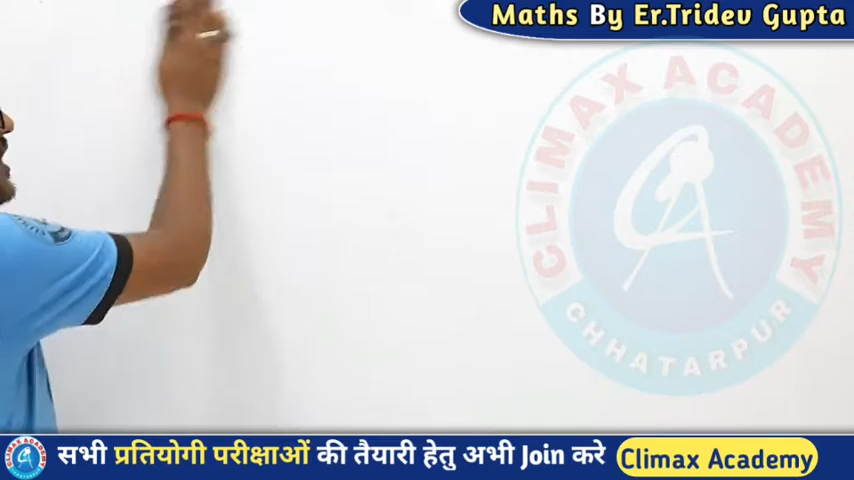 Maths By Er.Tridev Gupta
CLIMAX ACADEMY
CHHATARPUR
सभी प्रतियोगी परीक्षाओं की तैयारी हेतु अभी Join करे Climax Academy